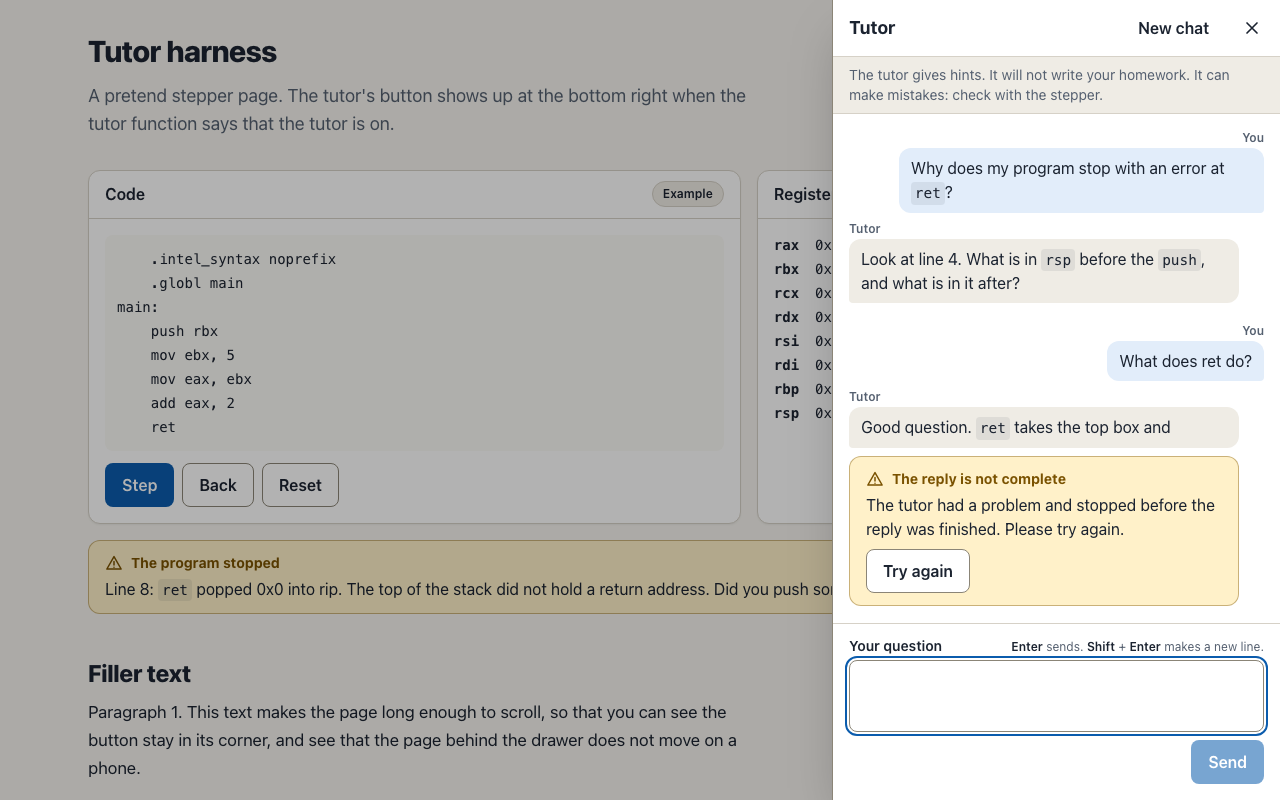 Tutor harness
A pretend stepper page. The tutor's button shows up at the bottom right when the
tutor function says that the tutor is on.
Code
Example
.intel_syntax noprefix
.globl main
main:
push rbx
mov ebx, 5
mov eax, ebx
add eax, 2
ret
Step
Back
Reset
Registe
rax 0x
rbx 0x
rcx 0x
rdx 0x
rsi 0x
rdi 0x
rbp 0x
rsp 0x
The program stopped
Line 8: ret popped 0x0 into rip. The top of the stack did not hold a return address. Did you push so
Filler text
Paragraph 1. This text makes the page long enough to scroll, so that you can see the
button stay in its corner, and see that the page behind the drawer does not move on a
phone.
Tutor
New chat
The tutor gives hints. It will not write your homework. It can
make mistakes: check with the stepper.
You
Why does my program stop with an error at
ret?
Tutor
Look at line 4. What is in rsp before the push,
and what is in it after?
You
What does ret do?
Tutor
Good question. ret takes the top box and
The reply is not complete
The tutor had a problem and stopped before the
reply was finished. Please try again.
Try again
Your question
Enter sends. Shift + Enter makes a new line.
Send